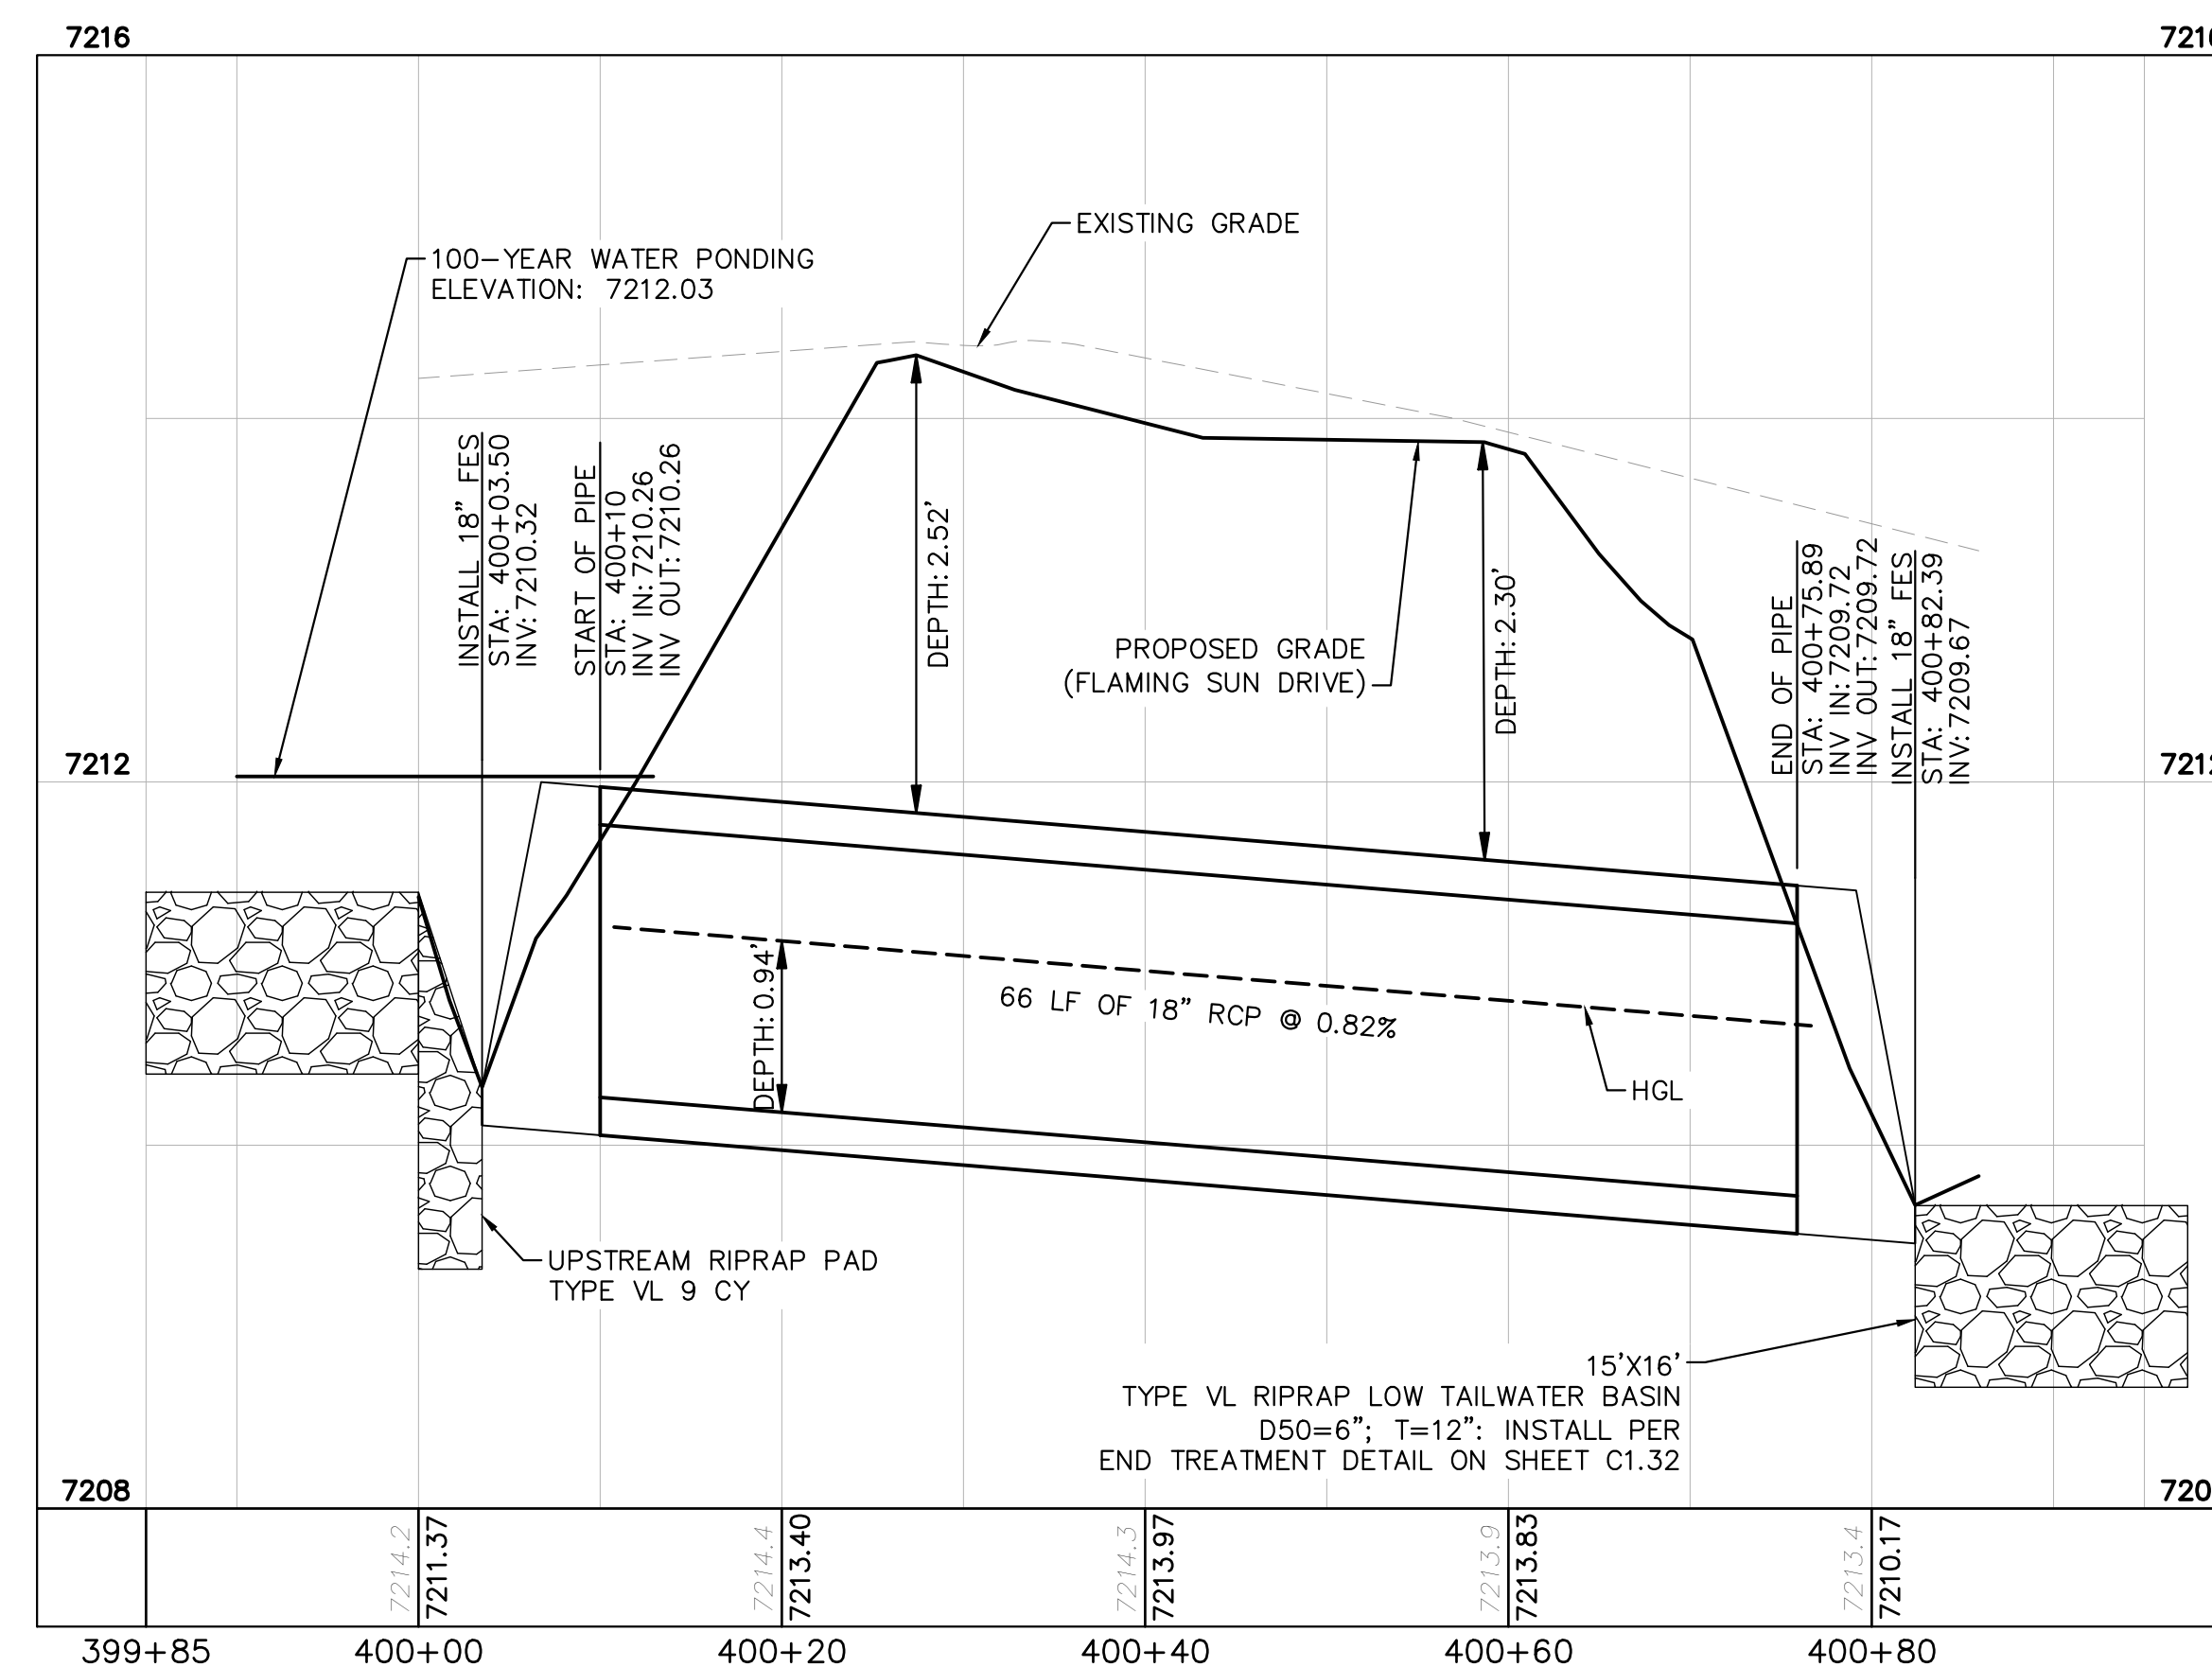 7216
EXISTING GRADE
100-YEAR WATER PONDING
ELEVATION: 7212.03
INSTALL 18" FES
STA: 400+03.50
INV: 7210.32
START OF PIPE
STA: 400+10
INV IN: 7210.26
INV OUT: 7210.26
DEPTH: 2.52'
PROPOSED GRADE
(FLAMING SUN DRIVE)
DEPTH: 2.30'
END OF PIPE
STA: 400+75.89
INV IN: 7209.72
INV OUT: 7209.72
INSTALL 18" FES
STA: 400+82.39
INV: 7209.67
7212
DEPTH: 0.94'
66 LF OF 18" RCP @ 0.82%
HGL
UPSTREAM RIPRAP PAD
TYPE VL 9 CY
15'X16'
TYPE VL RIPRAP LOW TAILWATER BASIN
D50=6"; T=12": INSTALL PER
END TREATMENT DETAIL ON SHEET C1.32
7208
7214.2
7211.37
7214.4
7213.40
7214.3
7213.97
7213.9
7213.83
7213.4
7210.17
399+85
400+00
400+20
400+40
400+60
400+80